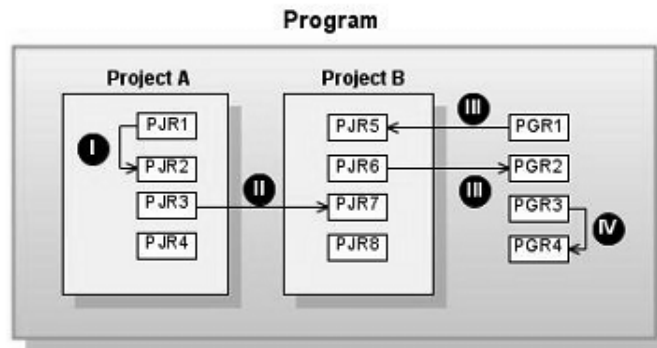 Program
Project A
Project B
PJR1
PJR2
PJR3
PJR4
I
II
PJR5
PJR6
PJR7
PJR8
III
III
PGR1
PGR2
PGR3
PGR4
IV